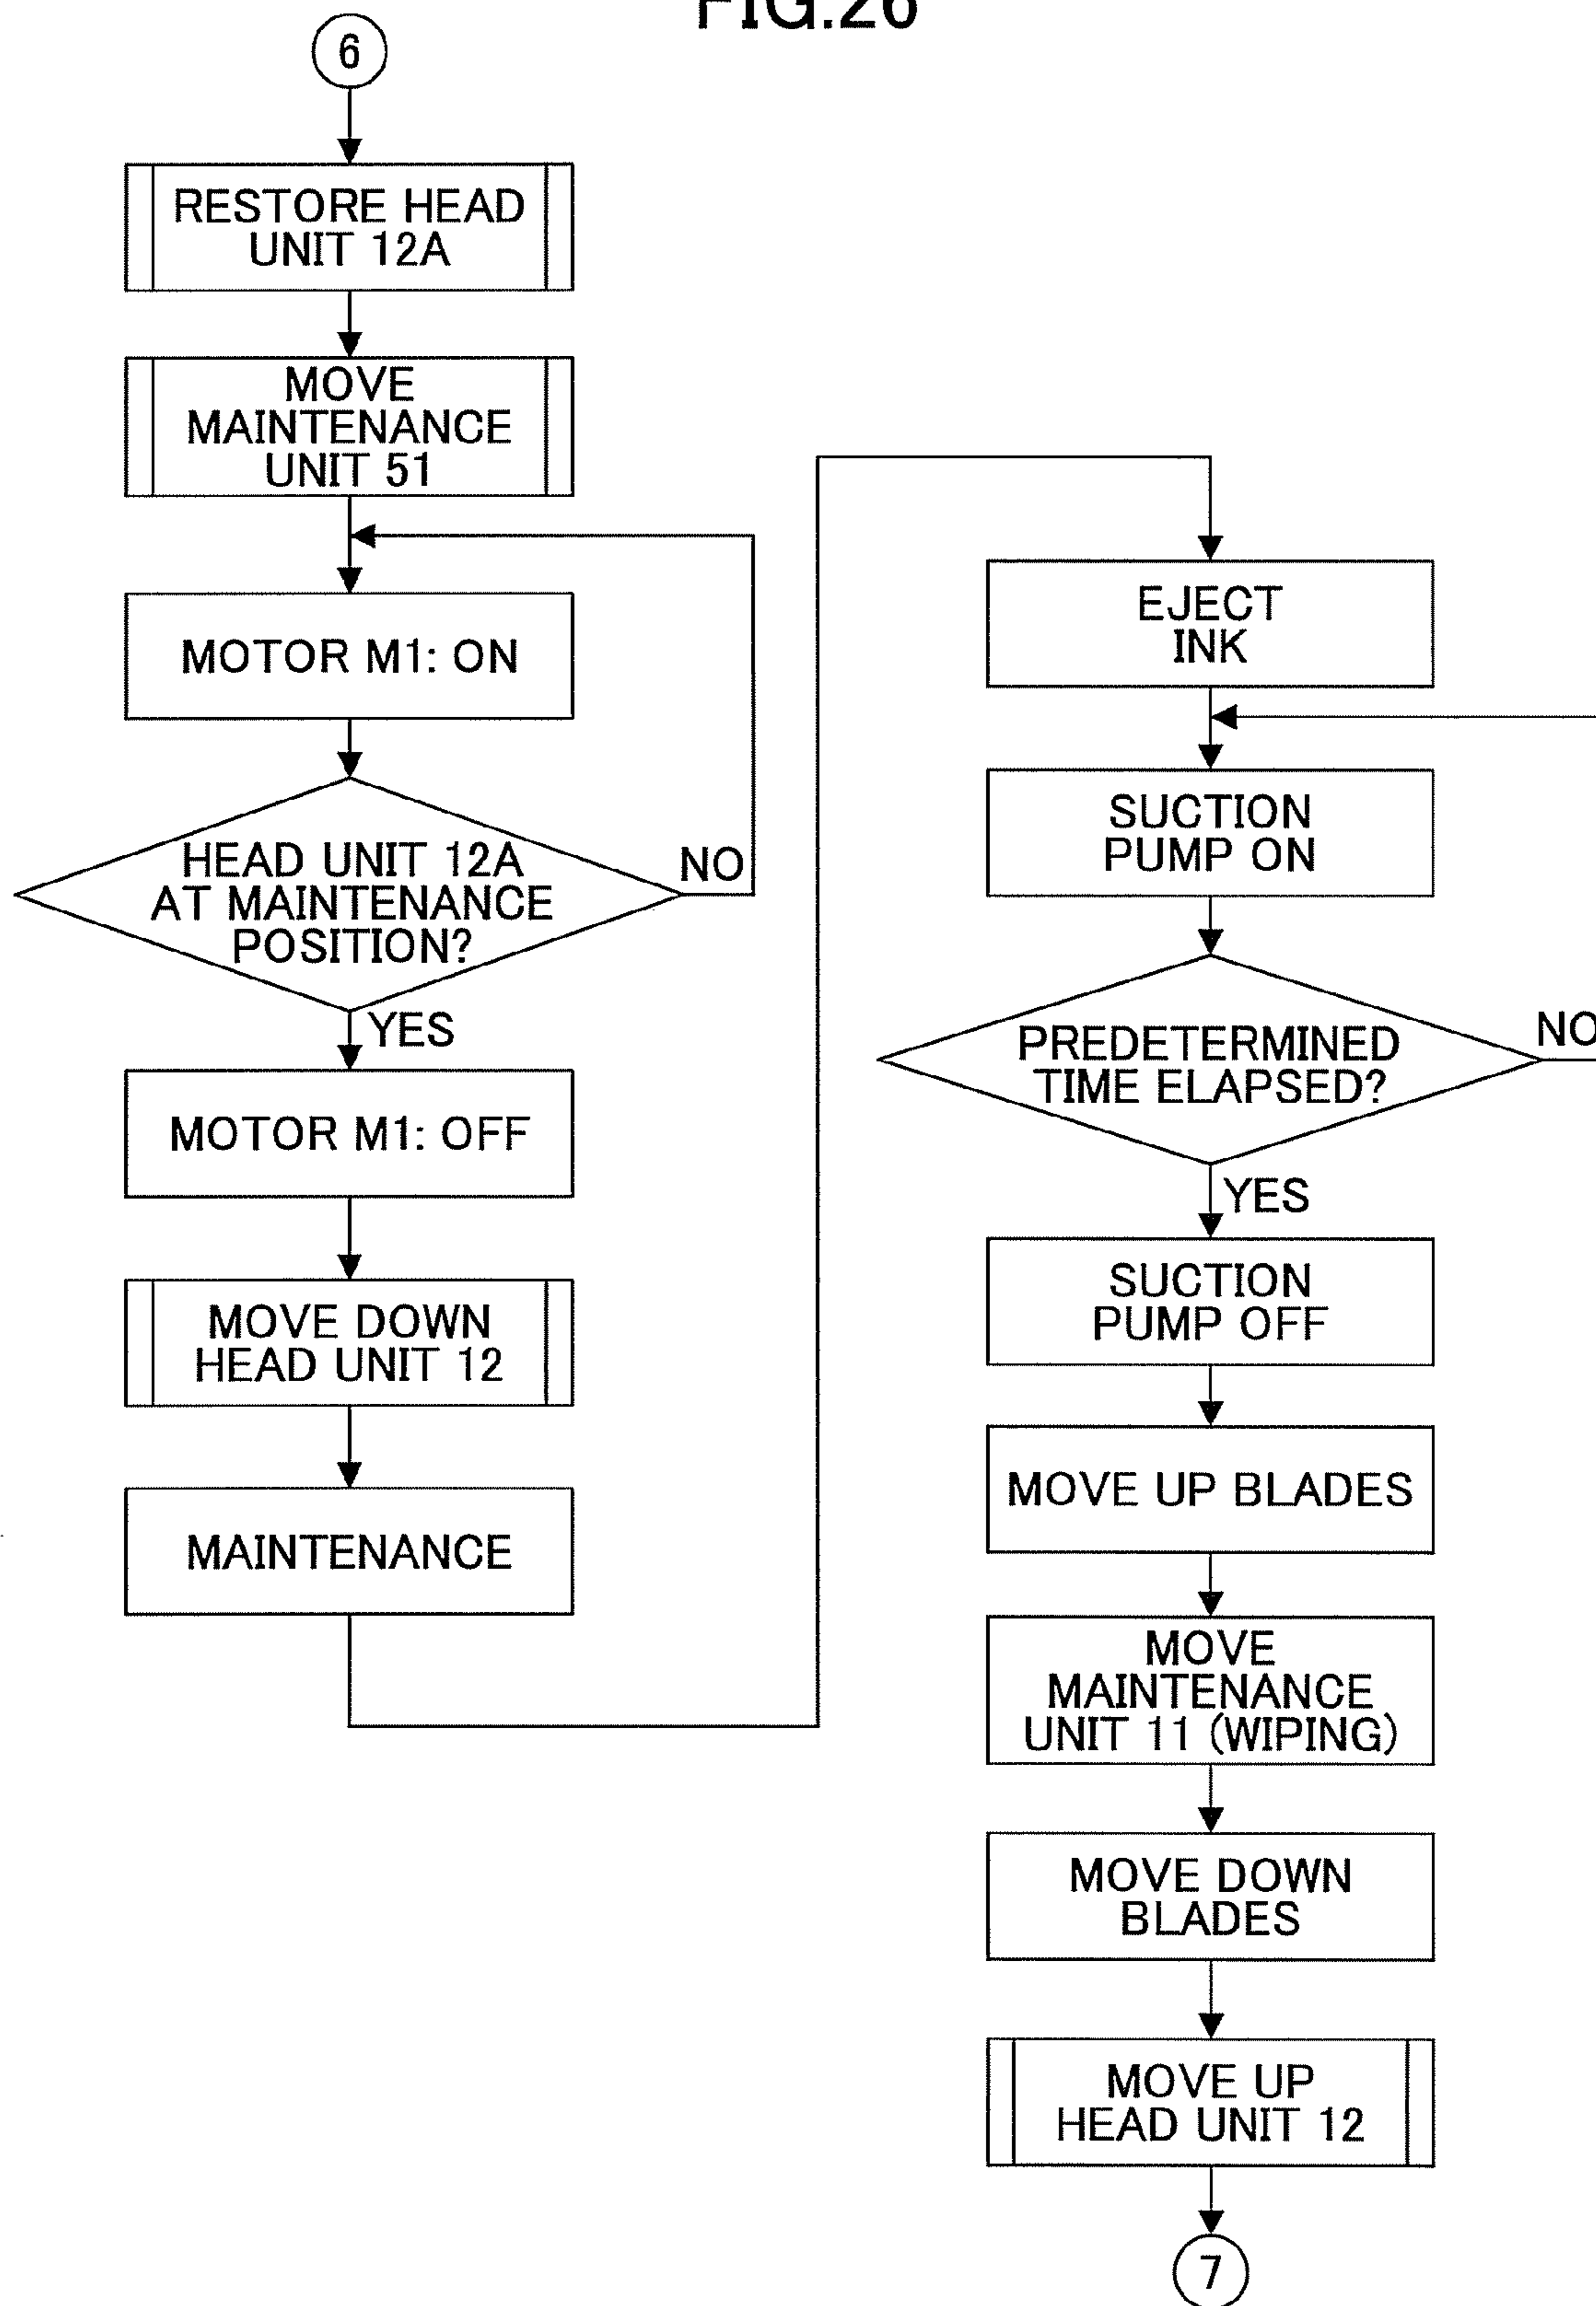 FIG.26
6
RESTORE HEAD
UNIT 12A
MOVE
MAINTENANCE
UNIT 51
MOTOR M1: ON
HEAD UNIT 12A
AT MAINTENANCE
POSITION?
NO
YES
MOTOR M1: OFF
MOVE DOWN
HEAD UNIT 12
MAINTENANCE
EJECT
INK
SUCTION
PUMP ON
PREDETERMINED
TIME ELAPSED?
NO
YES
SUCTION
PUMP OFF
MOVE UP BLADES
MOVE
MAINTENANCE
UNIT 11 (WIPING)
MOVE DOWN
BLADES
MOVE UP
HEAD UNIT 12
7